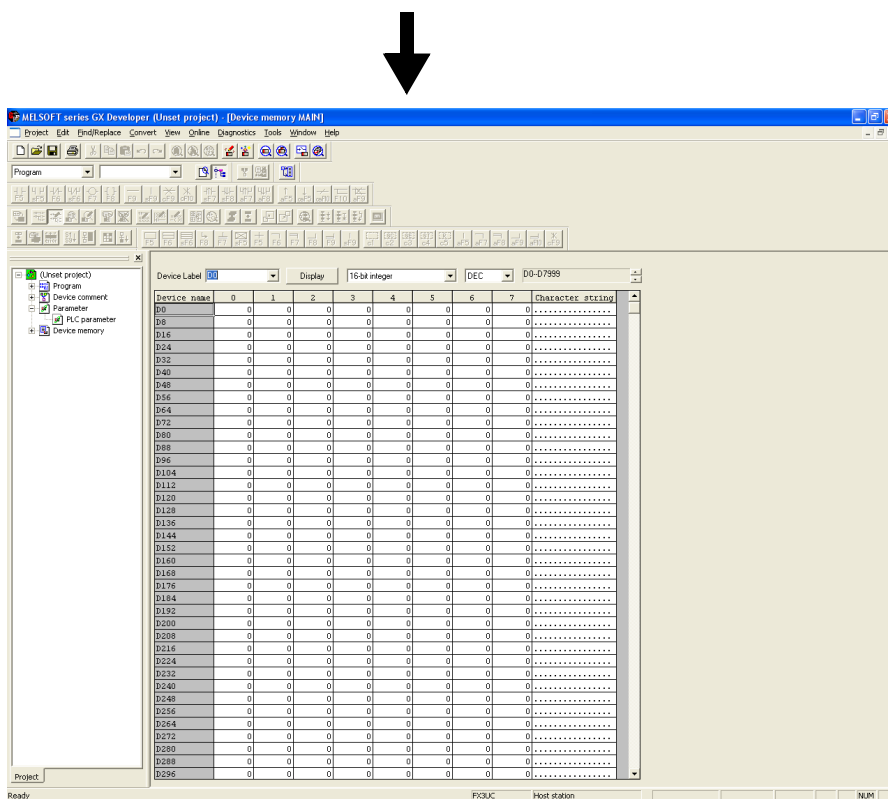 MELSOFT series GX Developer (Unset project) - [Device memory MAIN]
Project Edit Find/Replace Convert View Online Diagnostics Tools Window Help
Program
(Unset project)
Program
Device comment
Parameter
PLC parameter
Device memory
Project
Device Label D0 Display 16-bit integer DEC D0-D7999
Device name 0 1 2 3 4 5 6 7 Character string
D0 0 0 0 0 0 0 0 0 ................
D8 0 0 0 0 0 0 0 0 ................
D16 0 0 0 0 0 0 0 0 ................
D24 0 0 0 0 0 0 0 0 ................
D32 0 0 0 0 0 0 0 0 ................
D40 0 0 0 0 0 0 0 0 ................
D48 0 0 0 0 0 0 0 0 ................
D56 0 0 0 0 0 0 0 0 ................
D64 0 0 0 0 0 0 0 0 ................
D72 0 0 0 0 0 0 0 0 ................
D80 0 0 0 0 0 0 0 0 ................
D88 0 0 0 0 0 0 0 0 ................
D96 0 0 0 0 0 0 0 0 ................
D104 0 0 0 0 0 0 0 0 ................
D112 0 0 0 0 0 0 0 0 ................
D120 0 0 0 0 0 0 0 0 ................
D128 0 0 0 0 0 0 0 0 ................
D136 0 0 0 0 0 0 0 0 ................
D144 0 0 0 0 0 0 0 0 ................
D152 0 0 0 0 0 0 0 0 ................
D160 0 0 0 0 0 0 0 0 ................
D168 0 0 0 0 0 0 0 0 ................
D176 0 0 0 0 0 0 0 0 ................
D184 0 0 0 0 0 0 0 0 ................
D192 0 0 0 0 0 0 0 0 ................
D200 0 0 0 0 0 0 0 0 ................
D208 0 0 0 0 0 0 0 0 ................
D216 0 0 0 0 0 0 0 0 ................
D224 0 0 0 0 0 0 0 0 ................
D232 0 0 0 0 0 0 0 0 ................
D240 0 0 0 0 0 0 0 0 ................
D248 0 0 0 0 0 0 0 0 ................
D256 0 0 0 0 0 0 0 0 ................
D264 0 0 0 0 0 0 0 0 ................
D272 0 0 0 0 0 0 0 0 ................
D280 0 0 0 0 0 0 0 0 ................
D288 0 0 0 0 0 0 0 0 ................
D296 0 0 0 0 0 0 0 0 ................
Ready FX3UC Host station NUM